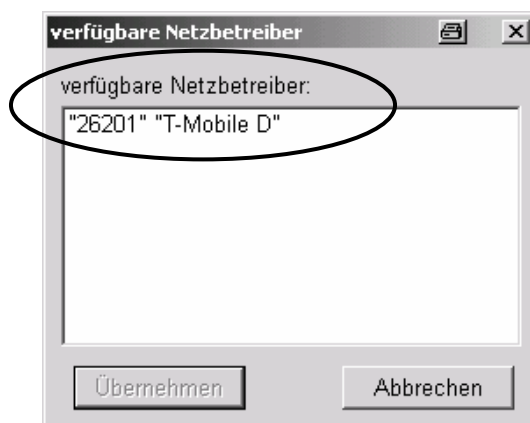 verfügbare Netzbetreiber
verfügbare Netzbetreiber:
"26201" "T-Mobile D"
Übernehmen
Abbrechen